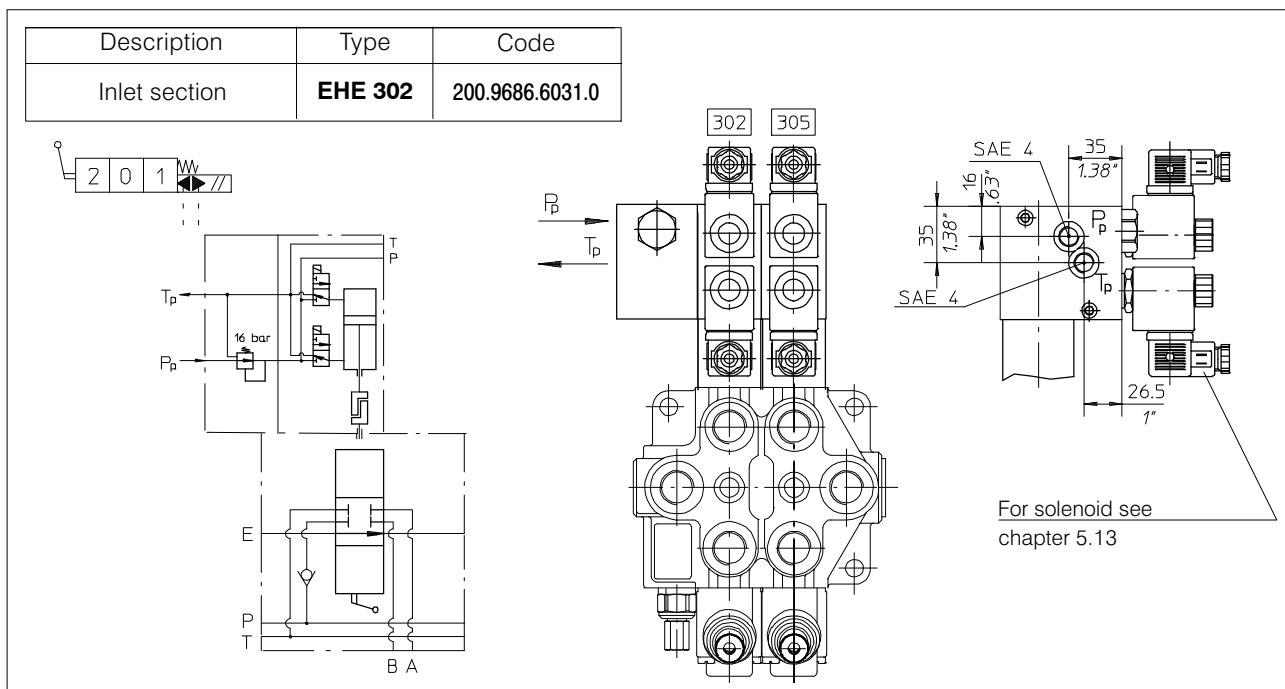 Description Type Code
Inlet section EHE 302 200.9686.6031.0
2 0 1
T
P
Tp
16 bar
Pp
E
P
T
B A
302 305
Pp
Tp
SAE 4
35
1.38"
16
.63"
35
1.38"
Pp
Tp
SAE 4
26.5
1"
For solenoid see
chapter 5.13